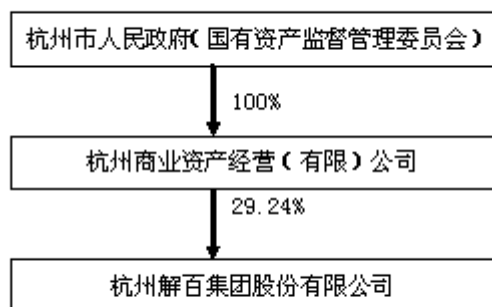 杭州市人民政府(国有资产监督管理委员会)
100%
杭州商业资产经营(有限)公司
29.24%
杭州解百集团股份有限公司